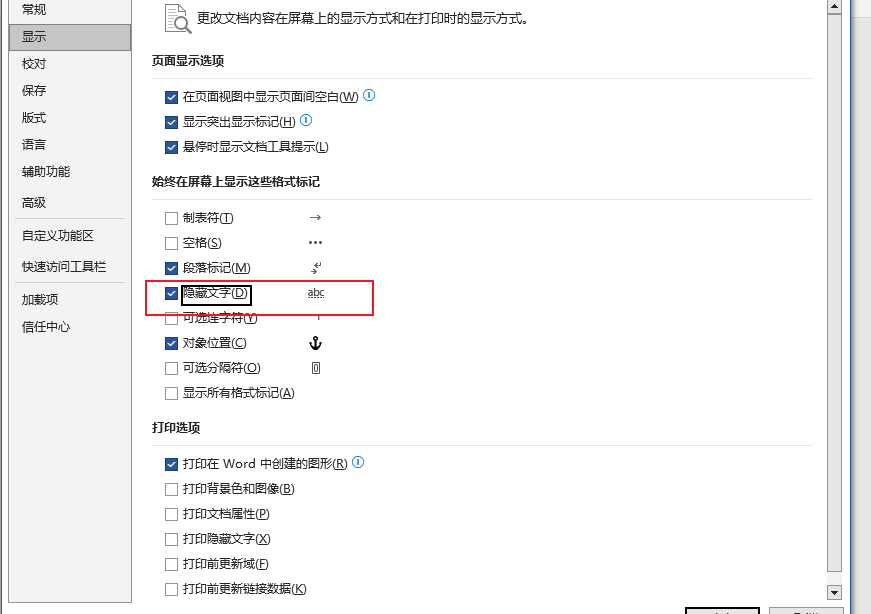 常规
显示
校对
保存
版式
语言
辅助功能
高级
自定义功能区
快速访问工具栏
加载项
信任中心
更改文档内容在屏幕上的显示方式和在打印时的显示方式。
页面显示选项
在页面视图中显示页面间空白(W)
显示突出显示标记(H)
悬停时显示文档工具提示(L)
始终在屏幕上显示这些格式标记
制表符(T) →
空格(S) •••
段落标记(M)
隐藏文字(D) abc
可选连字符(Y)
对象位置(C)
可选分隔符(O)
显示所有格式标记(A)
打印选项
打印在 Word 中创建的图形(R)
打印背景色和图像(B)
打印文档属性(P)
打印隐藏文字(X)
打印前更新域(F)
打印前更新链接数据(K)